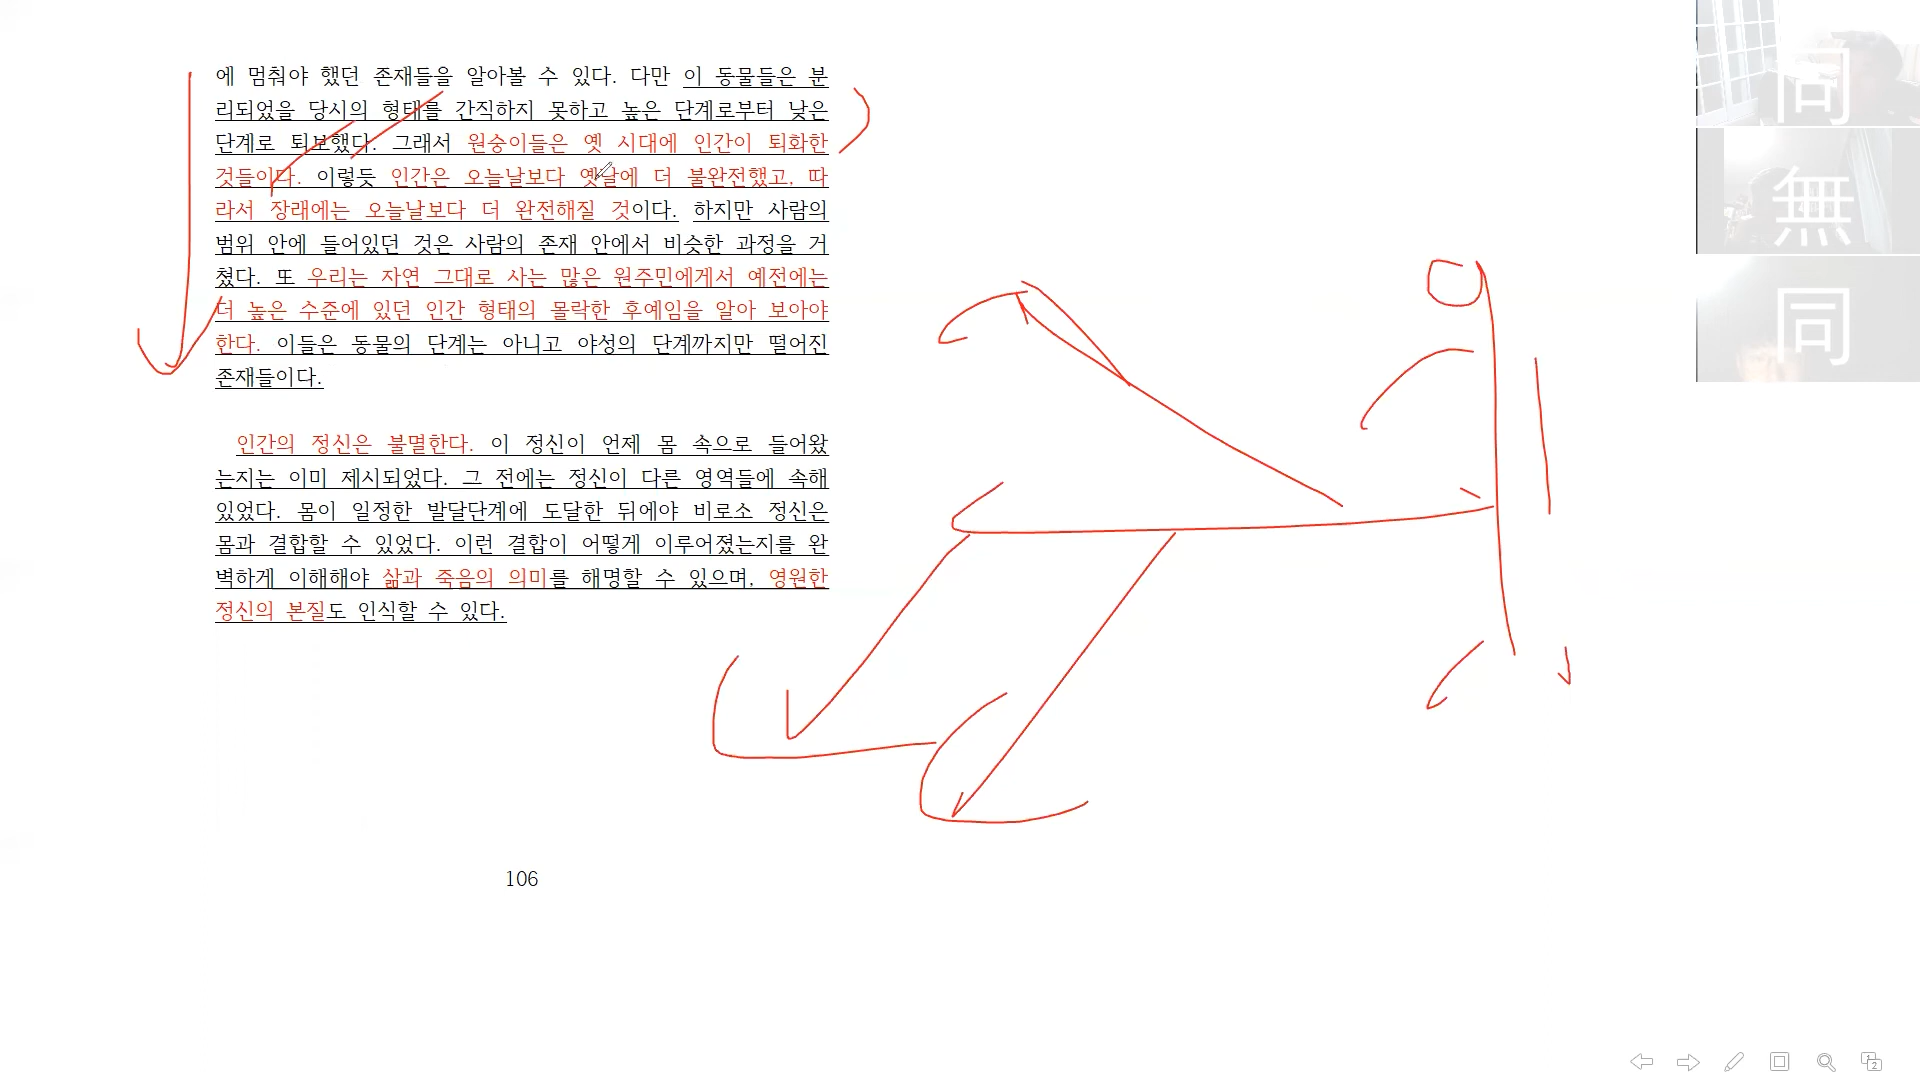 에 멈춰야 했던 존재들을 알아볼 수 있다. 다만 이 동물들은 분
리되었을 당시의 형태를 간직하지 못하고 높은 단계로부터 낮은
단계로 퇴보했다. 그래서 원숭이들은 옛 시대에 인간이 퇴화한
것들이다. 이렇듯 인간은 오늘날보다 옛날에 더 불완전했고, 따
라서 장래에는 오늘날보다 더 완전해질 것이다. 하지만 사람의
범위 안에 들어있던 것은 사람의 존재 안에서 비슷한 과정을 거
쳤다. 또 우리는 자연 그대로 사는 많은 원주민에게서 예전에는
더 높은 수준에 있던 인간 형태의 몰락한 후예임을 알아 보아야
한다. 이들은 동물의 단계는 아니고 야성의 단계까지만 떨어진
존재들이다.
인간의 정신은 불멸한다. 이 정신이 언제 몸 속으로 들어왔
는지는 이미 제시되었다. 그 전에는 정신이 다른 영역들에 속해
있었다. 몸이 일정한 발달단계에 도달한 뒤에야 비로소 정신은
몸과 결합할 수 있었다. 이런 결합이 어떻게 이루어졌는지를 완
벽하게 이해해야 삶과 죽음의 의미를 해명할 수 있으며, 영원한
정신의 본질도 인식할 수 있다.
106
同
無
同